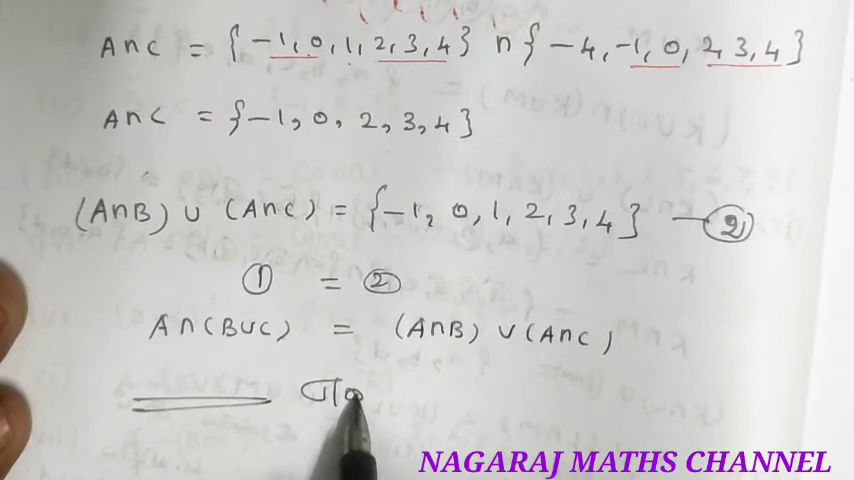 A∩C = {-1, 0, 1, 2, 3, 4} ∩ {-4, -1, 0, 2, 3, 4}
A∩C = {-1, 0, 2, 3, 4}
(A∩B) ∪ (A∩C) = {-1, 0, 1, 2, 3, 4} — ②
① = ②
A∩(B∪C) = (A∩B) ∪ (A∩C)
NAGARAJ MATHS CHANNEL